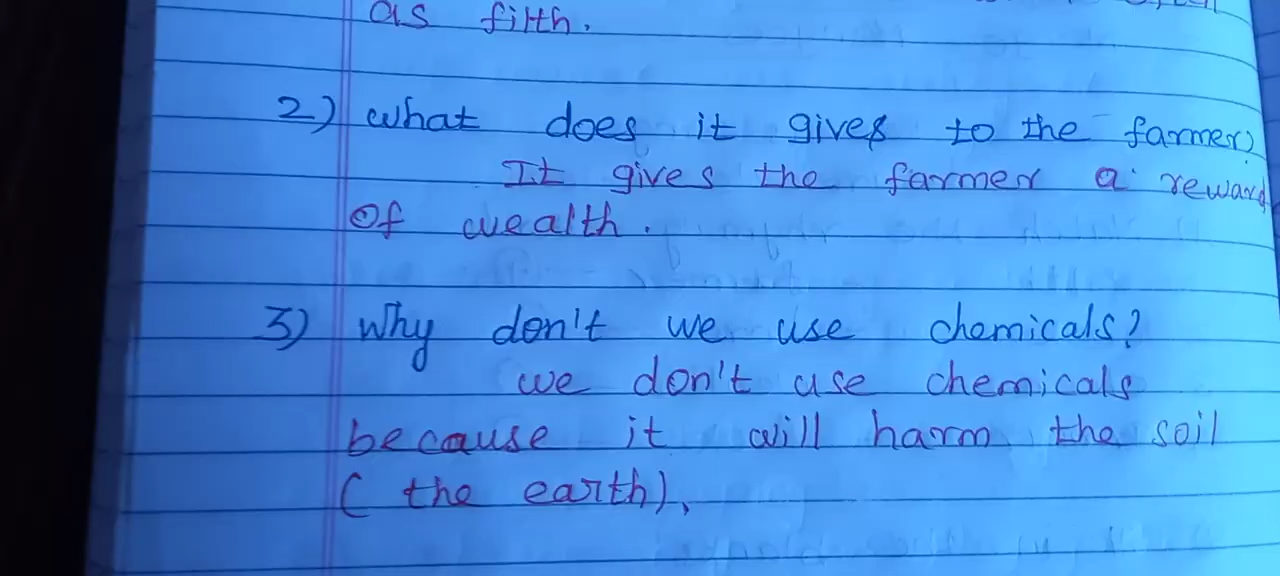 as filth.
2) what does it gives to the farmer?
It gives the farmer a reward
of wealth.
3) Why don't we use chemicals?
we don't use chemicals
because it will harm the soil
( the earth).